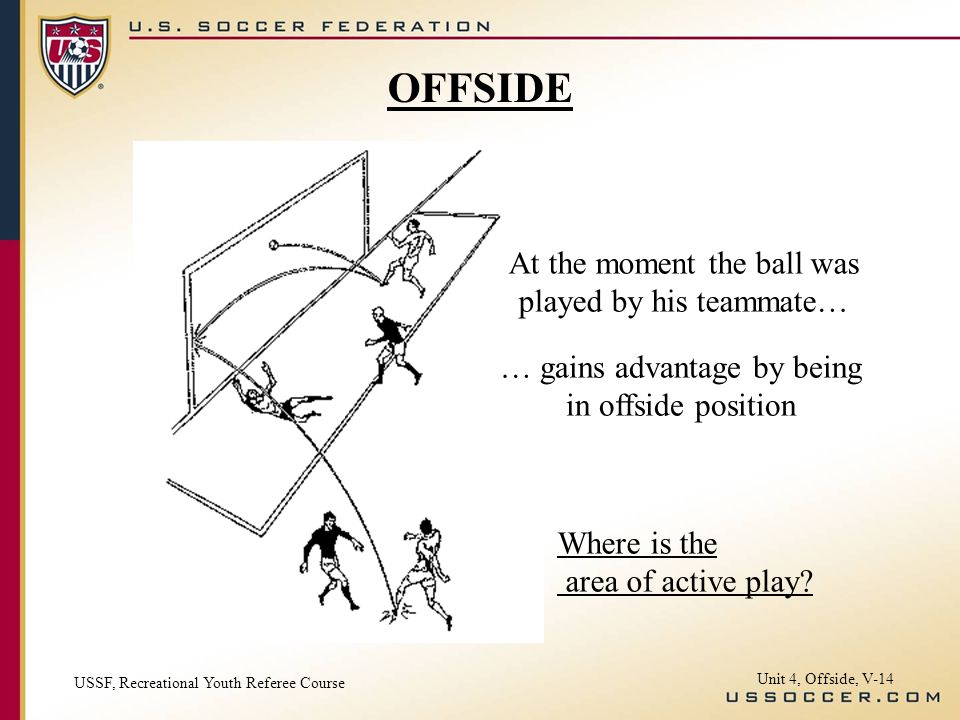 U.S. SOCCER FEDERATION
US
®
OFFSIDE
At the moment the ball was
played by his teammate…
… gains advantage by being
in offside position
Where is the
area of active play?
USSF, Recreational Youth Referee Course
Unit 4, Offside, V-14
USSOCCER.COM